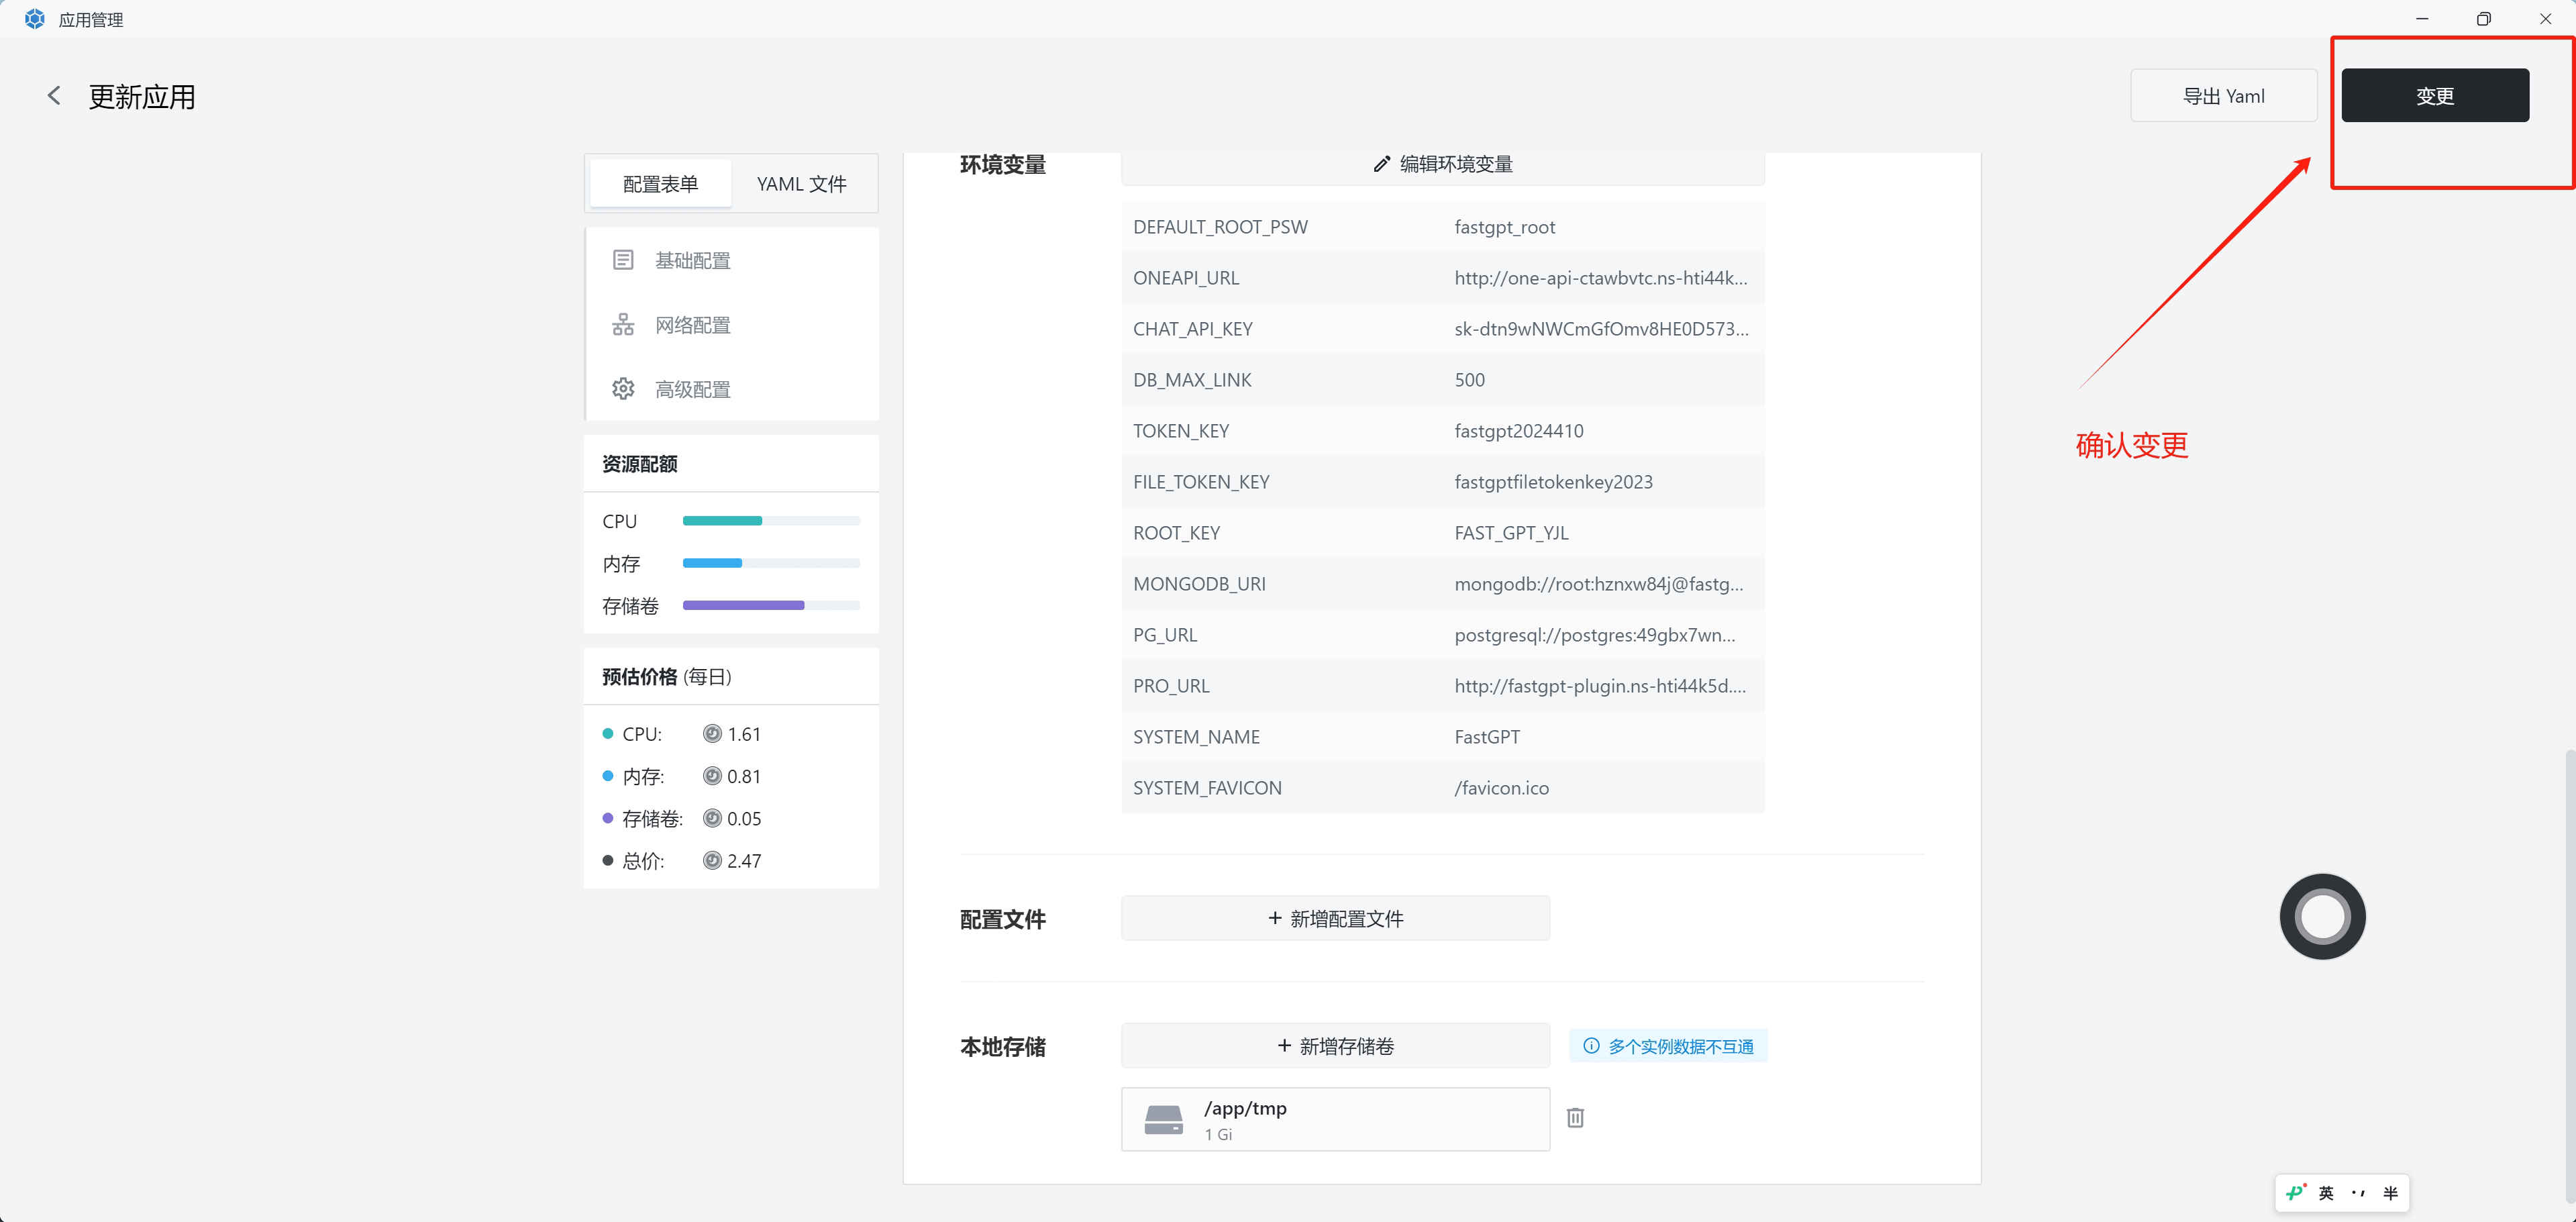 应用管理
更新应用
导出 Yaml
变更
配置表单
YAML 文件
基础配置
网络配置
高级配置
资源配额
CPU
内存
存储卷
预估价格 (每日)
CPU: 1.61
内存: 0.81
存储卷: 0.05
总价: 2.47
环境变量
编辑环境变量
DEFAULT_ROOT_PSW fastgpt_root
ONEAPI_URL http://one-api-ctawbvtc.ns-hti44k...
CHAT_API_KEY sk-dtn9wNWCmGfOmv8HE0D573...
DB_MAX_LINK 500
TOKEN_KEY fastgpt2024410
FILE_TOKEN_KEY fastgptfiletokenkey2023
ROOT_KEY FAST_GPT_YJL
MONGODB_URI mongodb://root:hznxw84j@fastg...
PG_URL postgresql://postgres:49gbx7wn...
PRO_URL http://fastgpt-plugin.ns-hti44k5d....
SYSTEM_NAME FastGPT
SYSTEM_FAVICON /favicon.ico
配置文件
+ 新增配置文件
本地存储
+ 新增存储卷
多个实例数据不互通
/app/tmp
1 Gi
确认变更
英 半